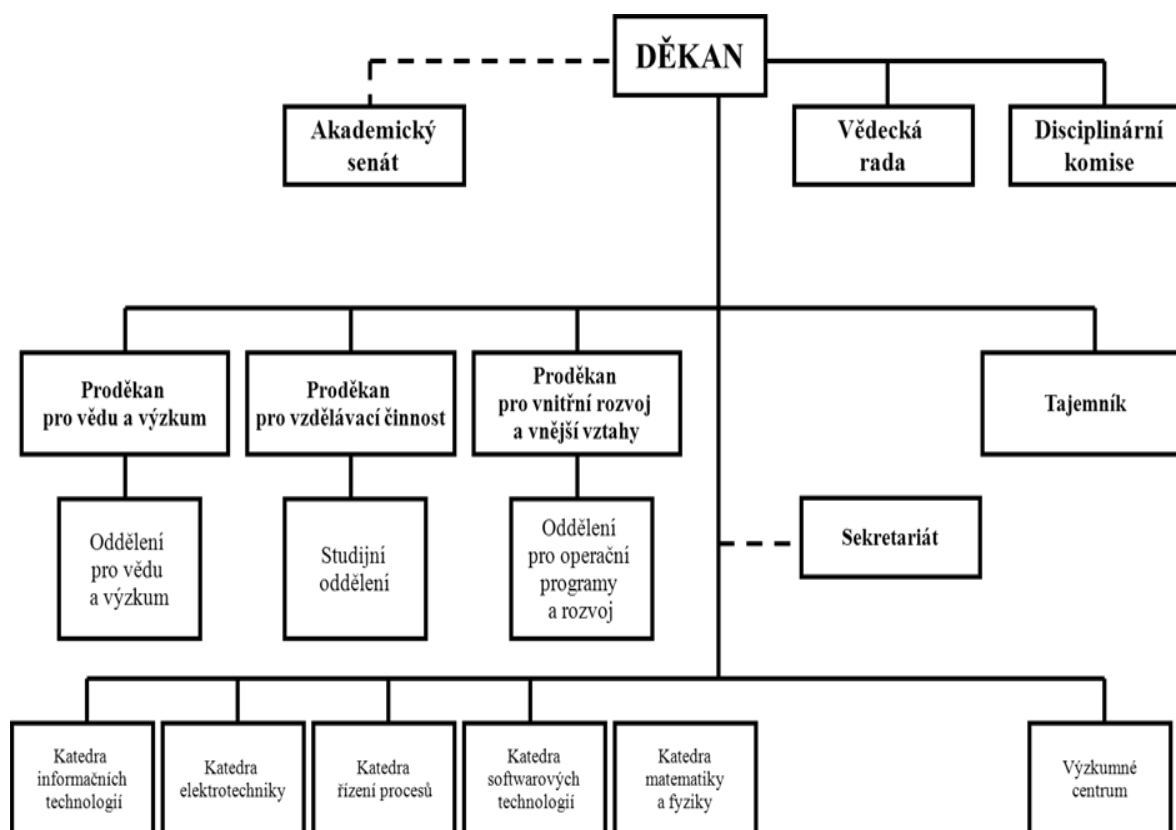 DĚKAN
Akademický
senát
Vědecká
rada
Disciplinární
komise
Proděkan
pro vědu a výzkum
Proděkan
pro vzdělávací činnost
Proděkan
pro vnitřní rozvoj
a vnější vztahy
Tajemník
Oddělení
pro vědu
a výzkum
Studijní
oddělení
Oddělení
pro operační
programy
a rozvoj
Sekretariát
Katedra
informačních
technologií
Katedra
elektrotechniky
Katedra
řízení procesů
Katedra
softwarových
technologií
Katedra
matematiky
a fyziky
Výzkumné
centrum